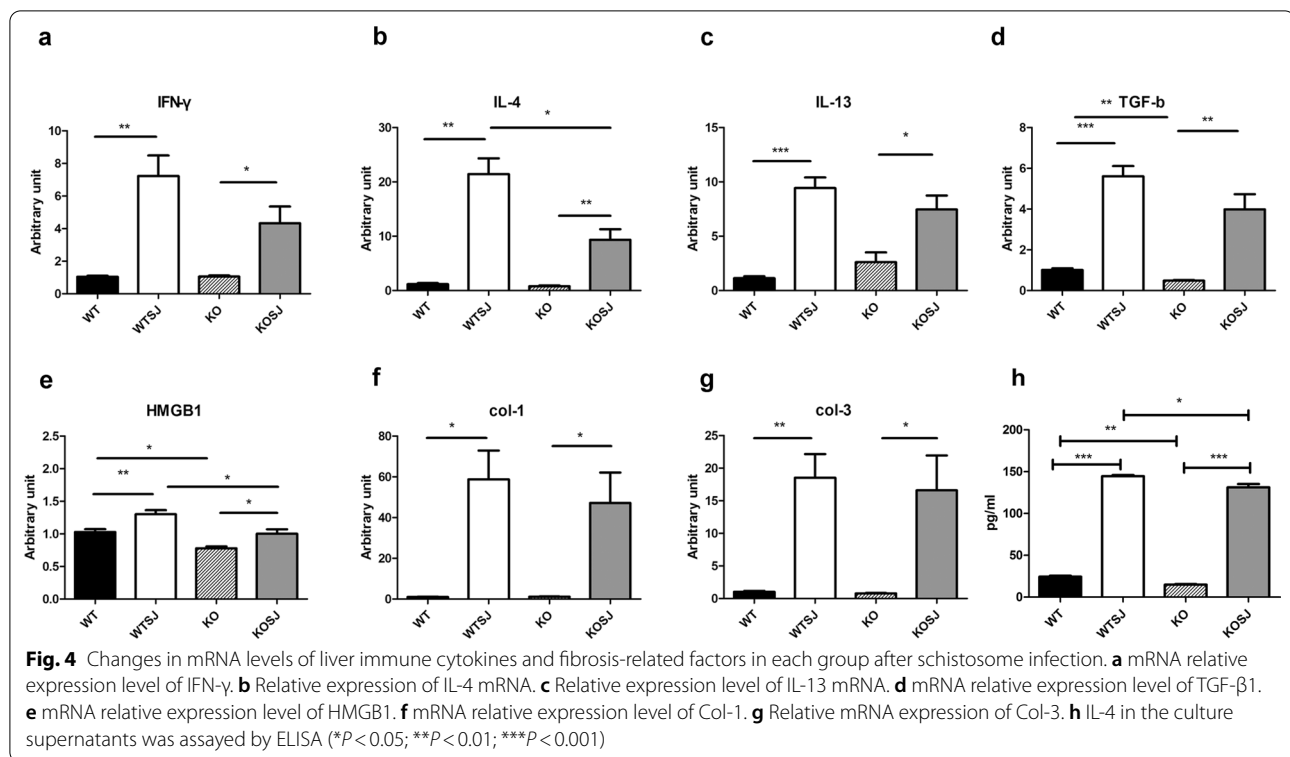 a
b
c
d
IFN-γ
IL-4
IL-13
TGF-b
Arbitrary unit
10
8
6
4
2
0
**
*
WT
WTSJ
KO
KOSJ
Arbitrary unit
30
20
10
0
**
*
**
WT
WTSJ
KO
KOSJ
Arbitrary unit
15
10
5
0
***
*
WT
WTSJ
KO
KOSJ
Arbitrary unit
8
6
4
2
0
**
***
**
WT
WTSJ
KO
KOSJ
e
f
g
h
HMGB1
col-1
col-3
Arbitrary unit
2.0
1.5
1.0
0.5
0.0
*
**
*
*
WT
WTSJ
KO
KOSJ
Arbitrary unit
80
60
40
20
0
*
*
WT
WTSJ
KO
KOSJ
Arbitrary unit
25
20
15
10
5
0
**
*
WT
WTSJ
KO
KOSJ
pg/ml
200
150
100
50
0
*
**
***
***
WT
WTSJ
KO
KOSJ
Fig. 4 Changes in mRNA levels of liver immune cytokines and fibrosis-related factors in each group after schistosome infection. a mRNA relative
expression level of IFN-γ. b Relative expression of IL-4 mRNA. c Relative expression level of IL-13 mRNA. d mRNA relative expression level of TGF-β1.
e mRNA relative expression level of HMGB1. f mRNA relative expression level of Col-1. g Relative mRNA expression of Col-3. h IL-4 in the culture
supernatants was assayed by ELISA (*P < 0.05; **P < 0.01; ***P < 0.001)